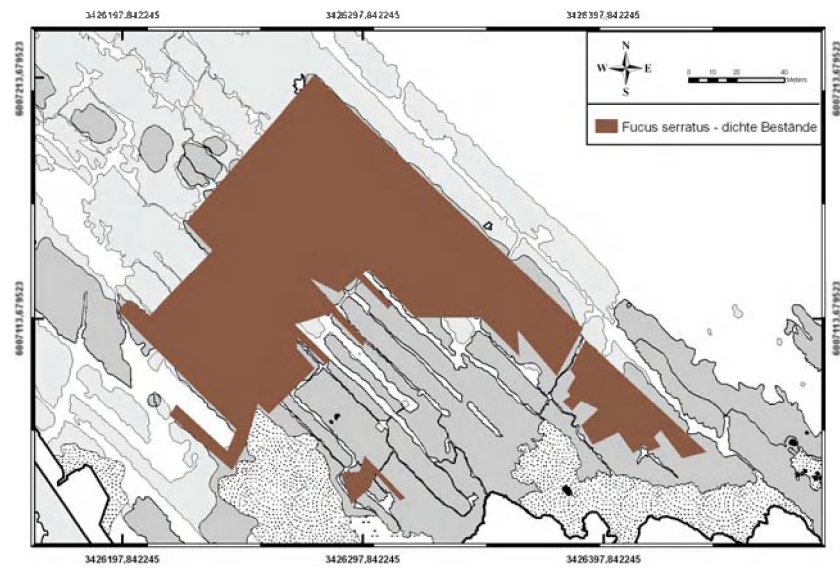 3426197,842245 3426297,842245 3426397,842245
6007213,679523 6007213,679523
N
W E
S
0 10 20 40
Meters
Fucus serratus - dichte Bestände
6007113,679523 6007113,679523
3426197,842245 3426297,842245 3426397,842245